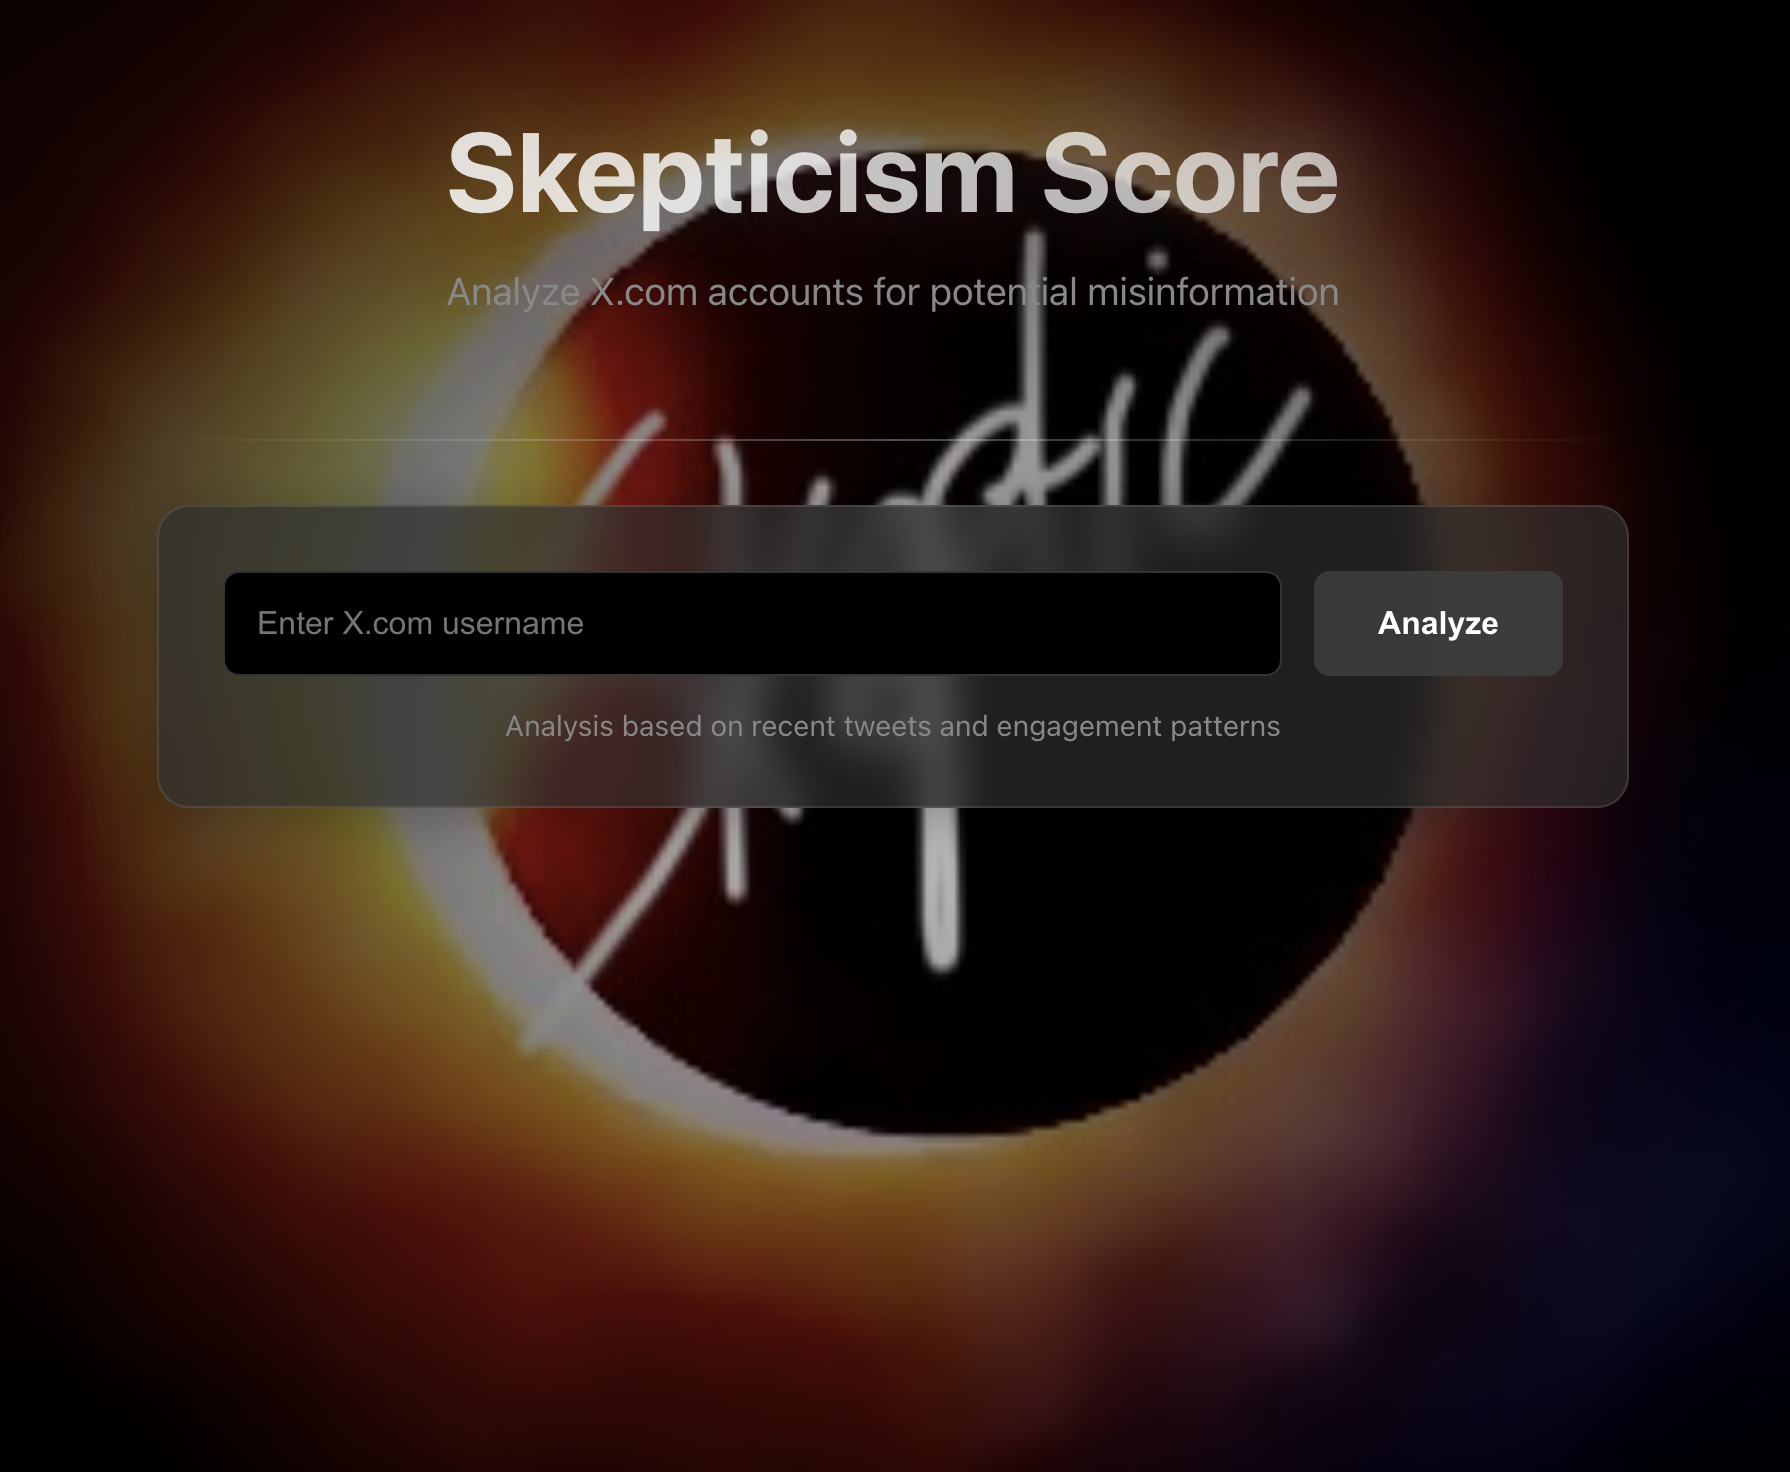 Skepticism Score
Analyze X.com accounts for potential misinformation
Enter X.com username
Analyze
Analysis based on recent tweets and engagement patterns